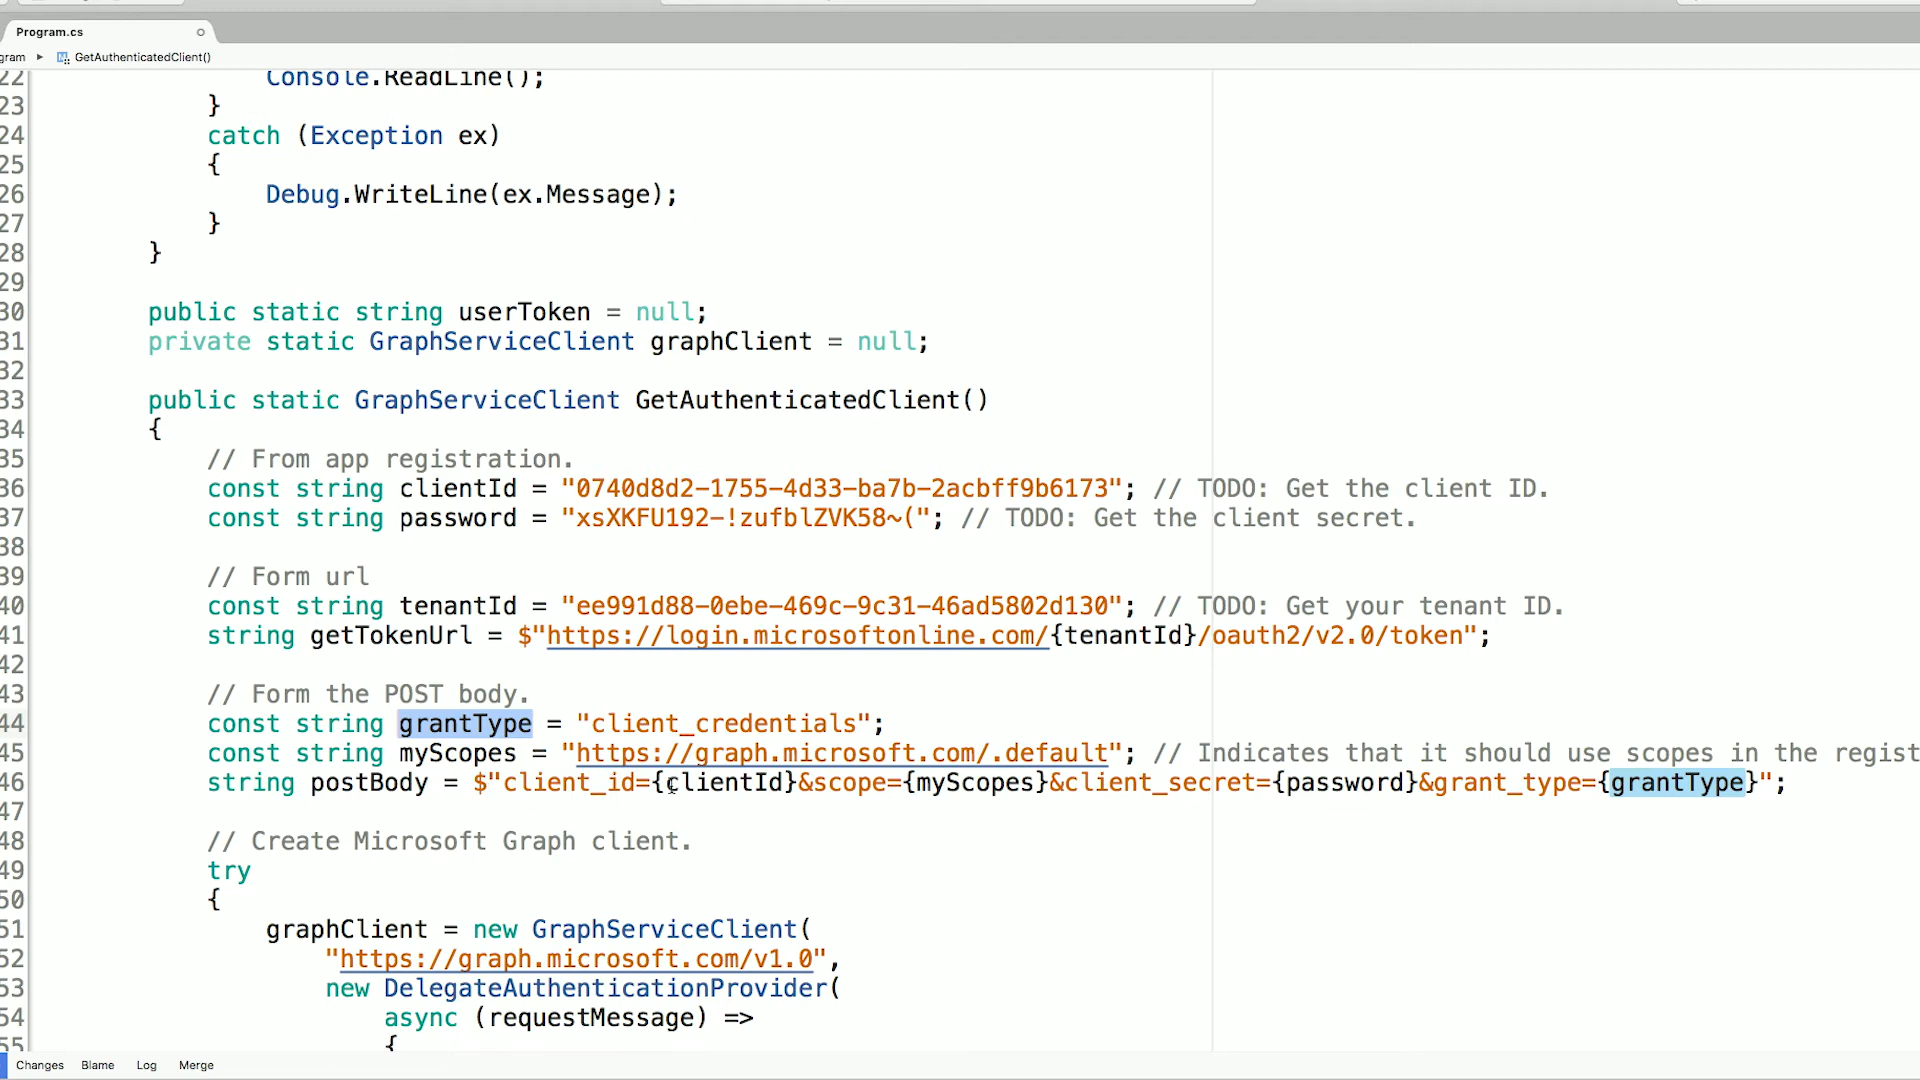 Program.cs
gram ▸ GetAuthenticatedClient()
22 Console.ReadLine();
23 }
24 catch (Exception ex)
25 {
26 Debug.WriteLine(ex.Message);
27 }
28 }
29
30 public static string userToken = null;
31 private static GraphServiceClient graphClient = null;
32
33 public static GraphServiceClient GetAuthenticatedClient()
34 {
35 // From app registration.
36 const string clientId = "0740d8d2-1755-4d33-ba7b-2acbff9b6173"; // TODO: Get the client ID.
37 const string password = "xsXKFU192-!zufblZVK58~("; // TODO: Get the client secret.
38
39 // Form url
40 const string tenantId = "ee991d88-0ebe-469c-9c31-46ad5802d130"; // TODO: Get your tenant ID.
41 string getTokenUrl = $"https://login.microsoftonline.com/{tenantId}/oauth2/v2.0/token";
42
43 // Form the POST body.
44 const string grantType = "client_credentials";
45 const string myScopes = "https://graph.microsoft.com/.default"; // Indicates that it should use scopes in the regist
46 string postBody = $"client_id={clientId}&scope={myScopes}&client_secret={password}&grant_type={grantType}";
47
48 // Create Microsoft Graph client.
49 try
50 {
51 graphClient = new GraphServiceClient(
52 "https://graph.microsoft.com/v1.0",
53 new DelegateAuthenticationProvider(
54 async (requestMessage) =>
55 {
Changes Blame Log Merge